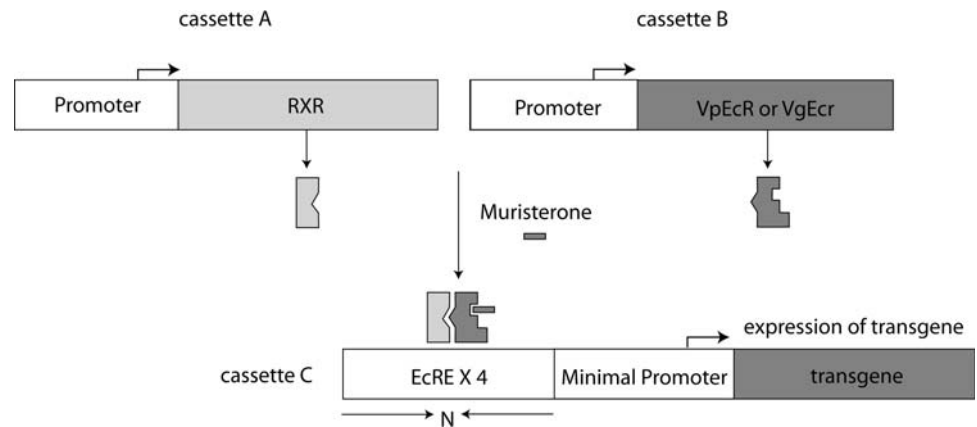 cassette A
cassette B
Promoter
RXR
Promoter
VpEcR or VgEcr
Muristerone
expression of transgene
cassette C
EcRE X 4
Minimal Promoter
transgene
N